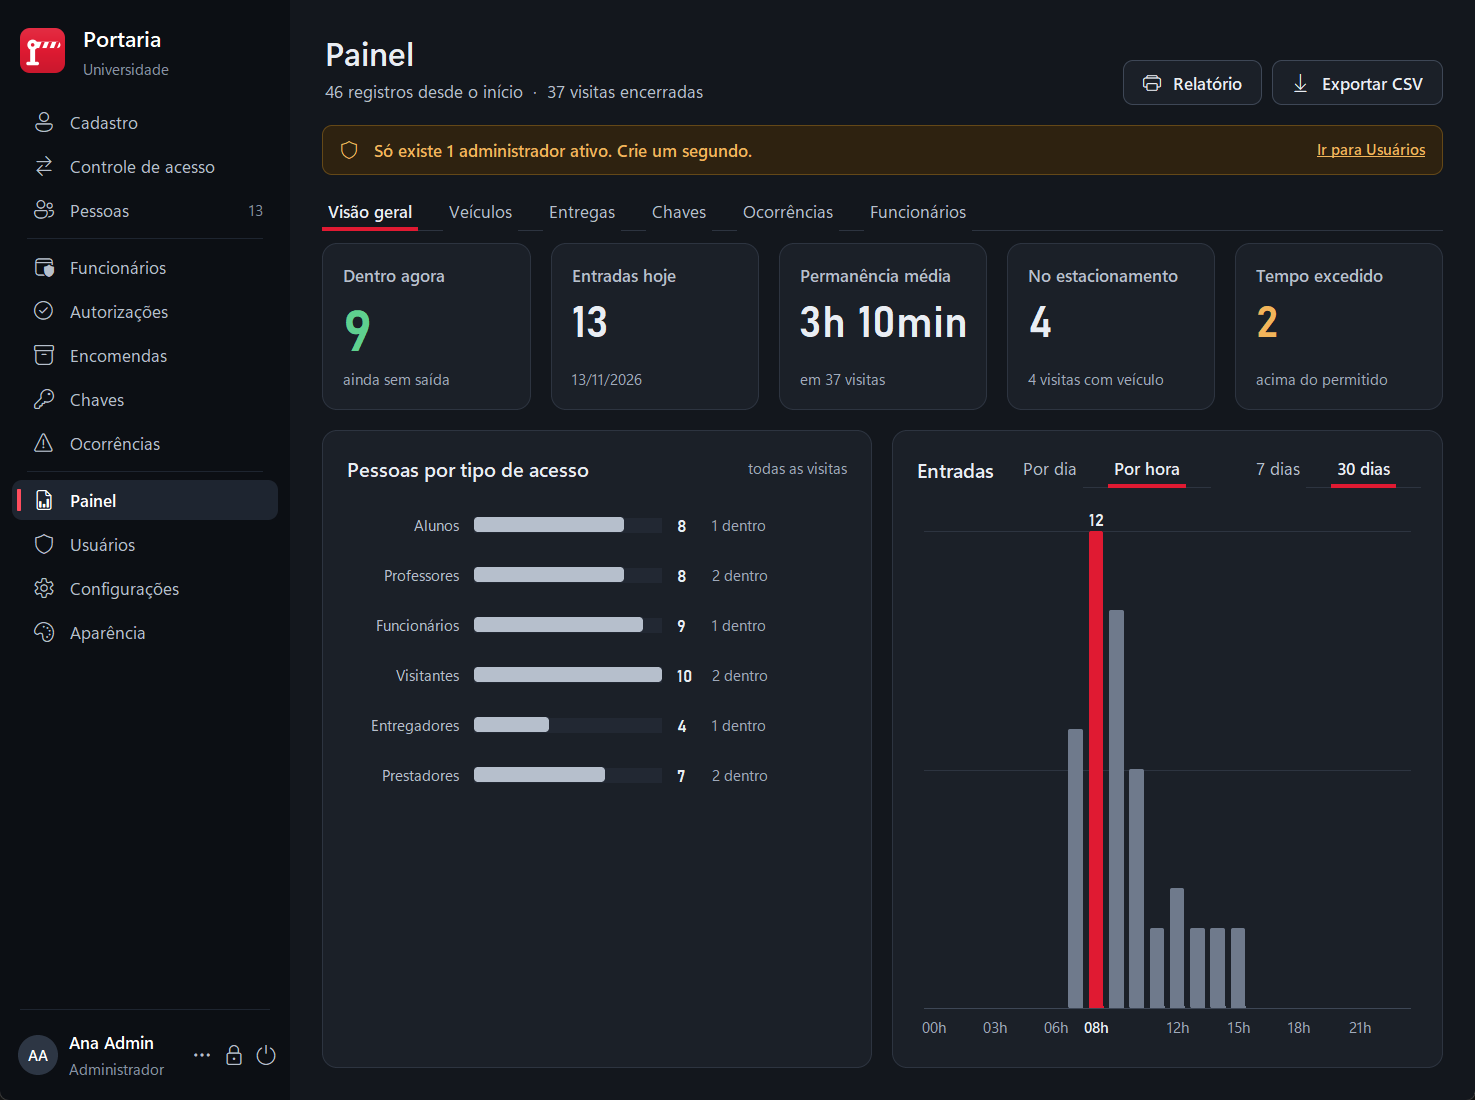 Portaria
Universidade
Cadastro
Controle de acesso
Pessoas 13
Funcionários
Autorizações
Encomendas
Chaves
Ocorrências
Painel
Usuários
Configurações
Aparência
AA
Ana Admin
Administrador
Painel
46 registros desde o início · 37 visitas encerradas
Relatório
Exportar CSV
Só existe 1 administrador ativo. Crie um segundo.
Ir para Usuários
Visão geral Veículos Entregas Chaves Ocorrências Funcionários
Dentro agora
9
ainda sem saída
Entradas hoje
13
13/11/2026
Permanência média
3h 10min
em 37 visitas
No estacionamento
4
4 visitas com veículo
Tempo excedido
2
acima do permitido
Pessoas por tipo de acesso
todas as visitas
Alunos 8 1 dentro
Professores 8 2 dentro
Funcionários 9 1 dentro
Visitantes 10 2 dentro
Entregadores 4 1 dentro
Prestadores 7 2 dentro
Entradas
Por dia Por hora
7 dias 30 dias
12
00h 03h 06h 08h 12h 15h 18h 21h